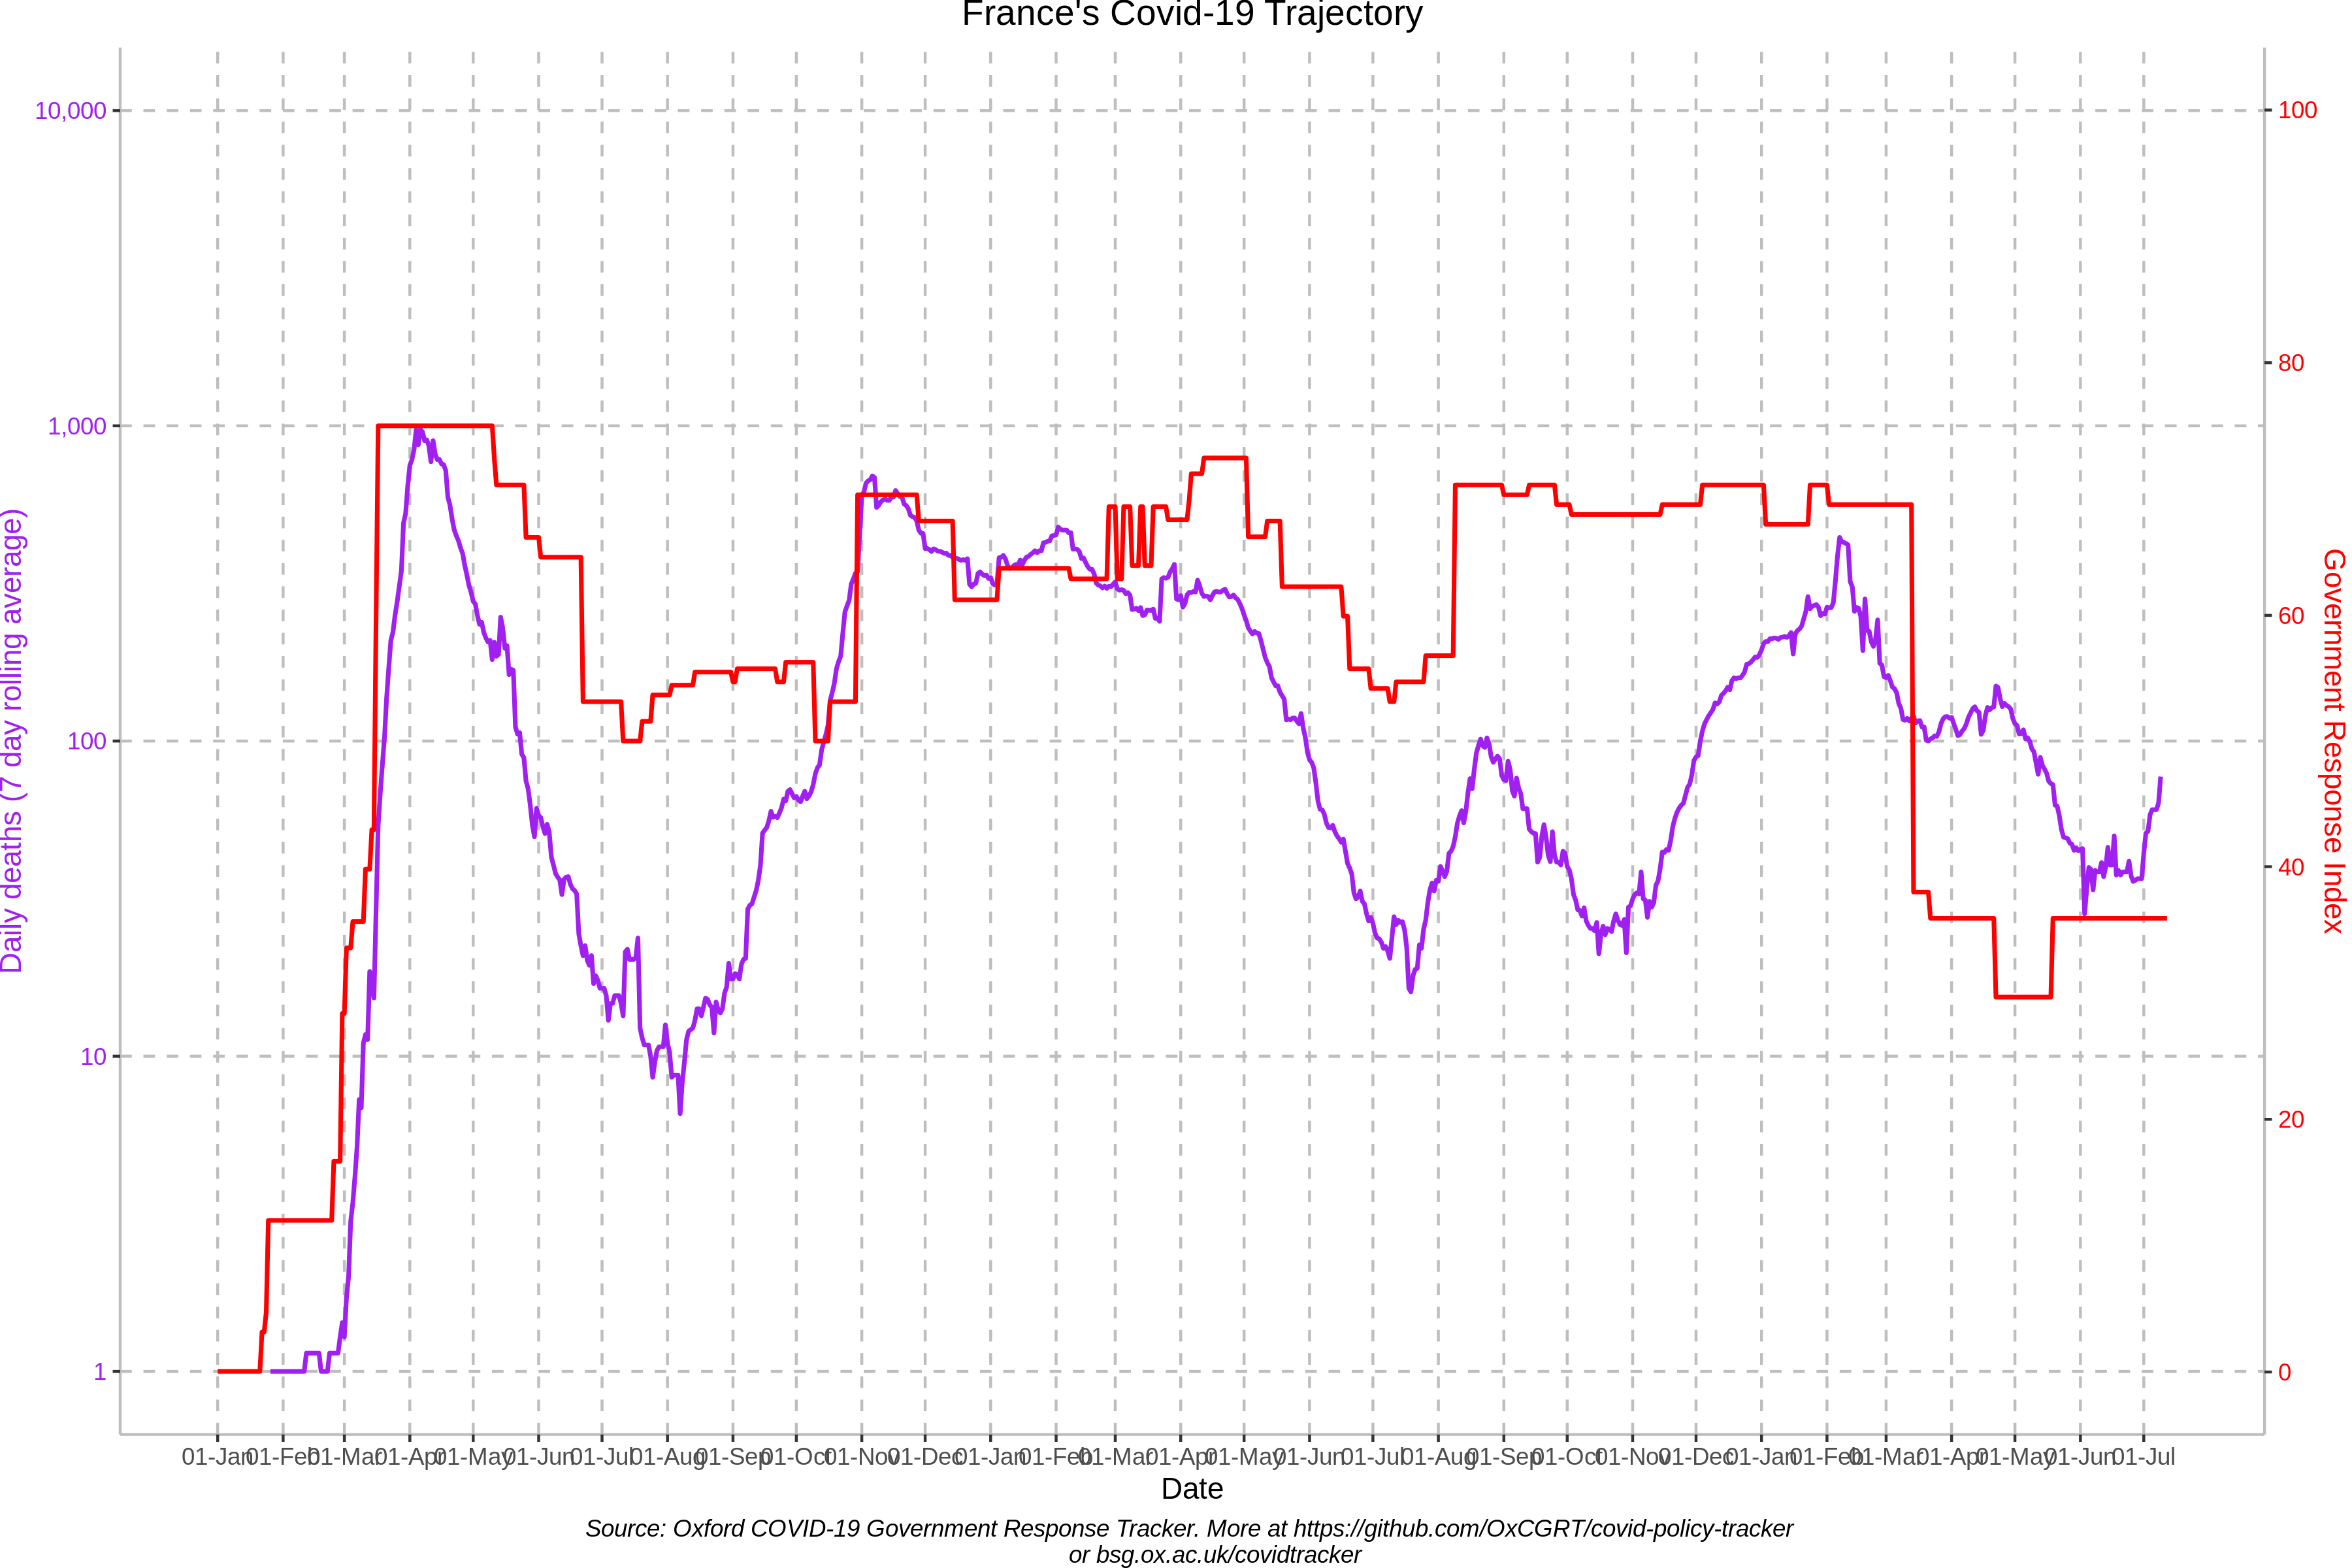 France's Covid-19 Trajectory
10,000
1,000
100
10
1
Daily deaths (7 day rolling average)
100
80
60
40
20
0
Government Response Index
01-Jan 01-Feb 01-Mar 01-Apr 01-May 01-Jun 01-Jul 01-Aug 01-Sep 01-Oct 01-Nov 01-Dec 01-Jan 01-Feb 01-Mar 01-Apr 01-May 01-Jun 01-Jul 01-Aug 01-Sep 01-Oct 01-Nov 01-Dec 01-Jan 01-Feb 01-Mar 01-Apr 01-May 01-Jun 01-Jul
Date
Source: Oxford COVID-19 Government Response Tracker. More at https://github.com/OxCGRT/covid-policy-tracker
or bsg.ox.ac.uk/covidtracker